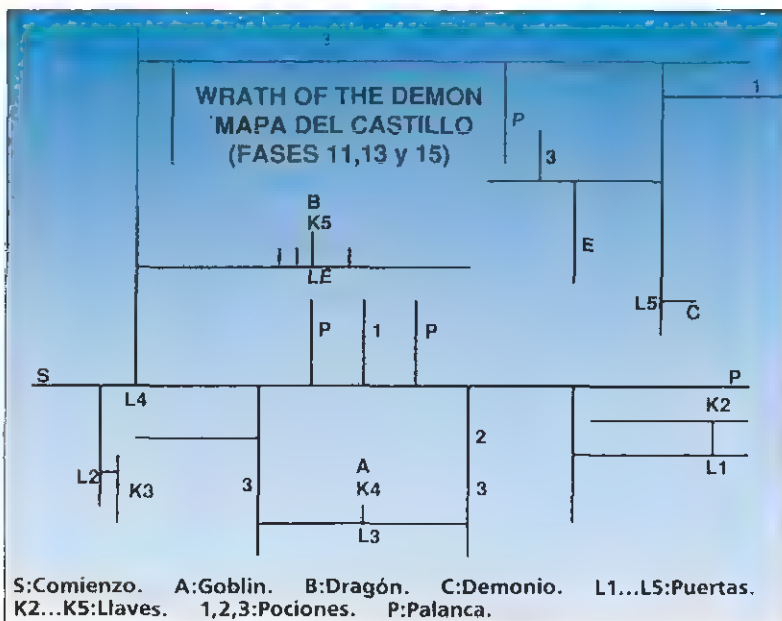 3
WRATH OF THE DEMON
MAPA DEL CASTILLO
(FASES 11,13 y 15)
1
P
3
B
K5
LE
E
L5
C
P
1
P
S
P
L4
K2
2
L2
K3
3
A
K4
3
L1
L3
S:Comienzo. A:Goblin. B:Dragón. C:Demonio. L1...L5:Puertas.
K2...K5:Llaves. 1,2,3:Pociones. P:Palanca.